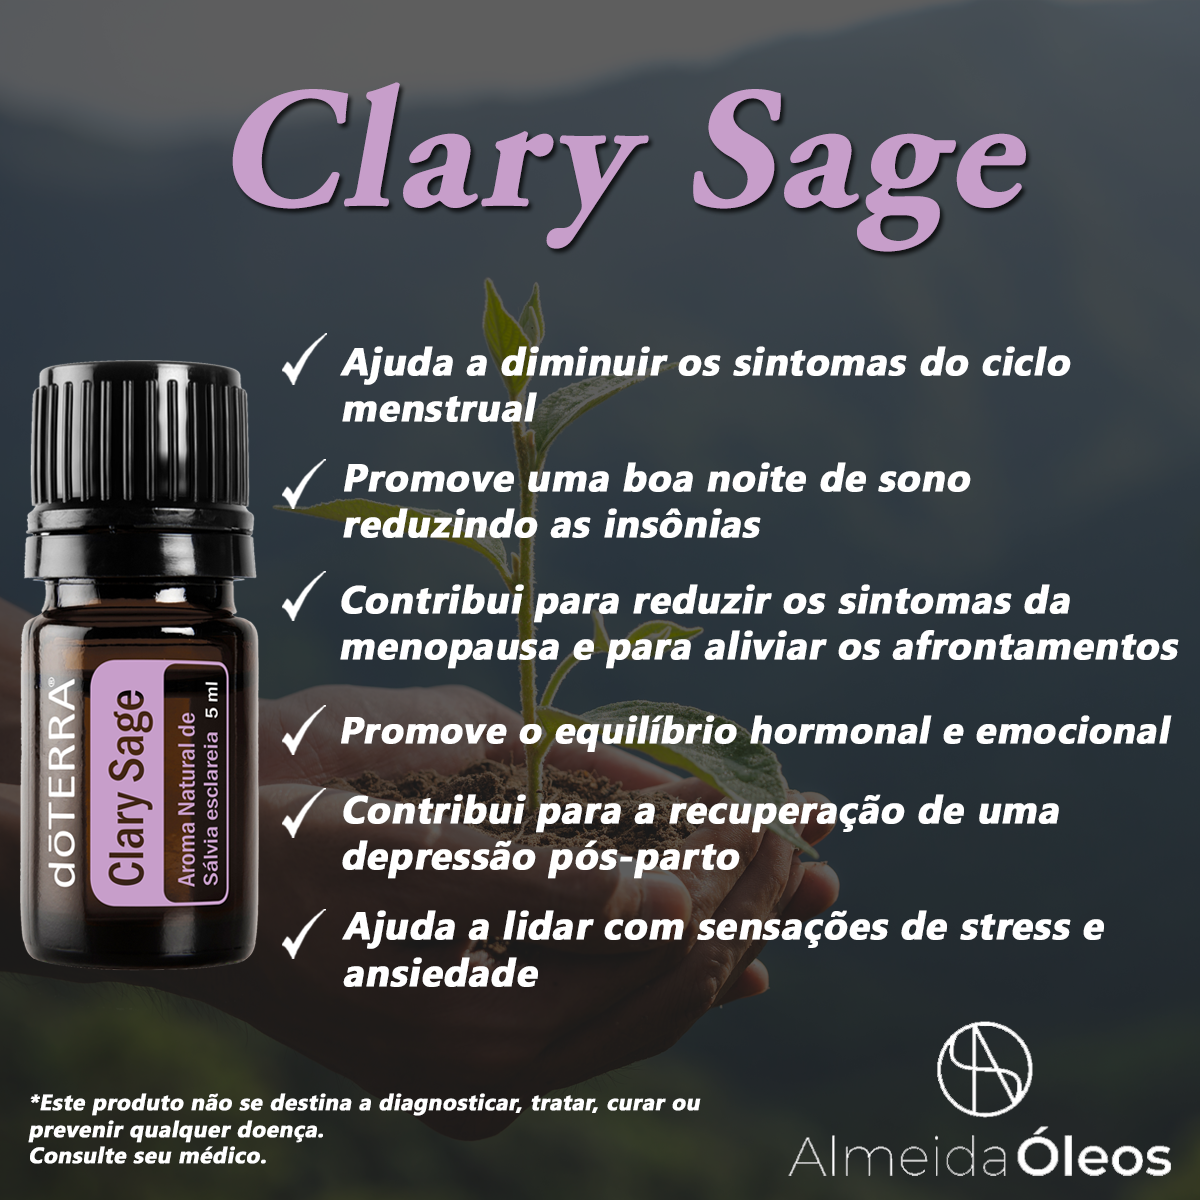 Clary Sage
Ajuda a diminuir os sintomas do ciclo
menstrual
Promove uma boa noite de sono
reduzindo as insônias
Contribui para reduzir os sintomas da
menopausa e para aliviar os afrontamentos
Promove o equilíbrio hormonal e emocional
Contribui para a recuperação de uma
depressão pós-parto
Ajuda a lidar com sensações de stress e
ansiedade
dōTERRA®
Clary Sage
Aroma Natural de
Sálvia esclareia 5 ml
*Este produto não se destina a diagnosticar, tratar, curar ou
prevenir qualquer doença.
Consulte seu médico.
Almeida Óleos